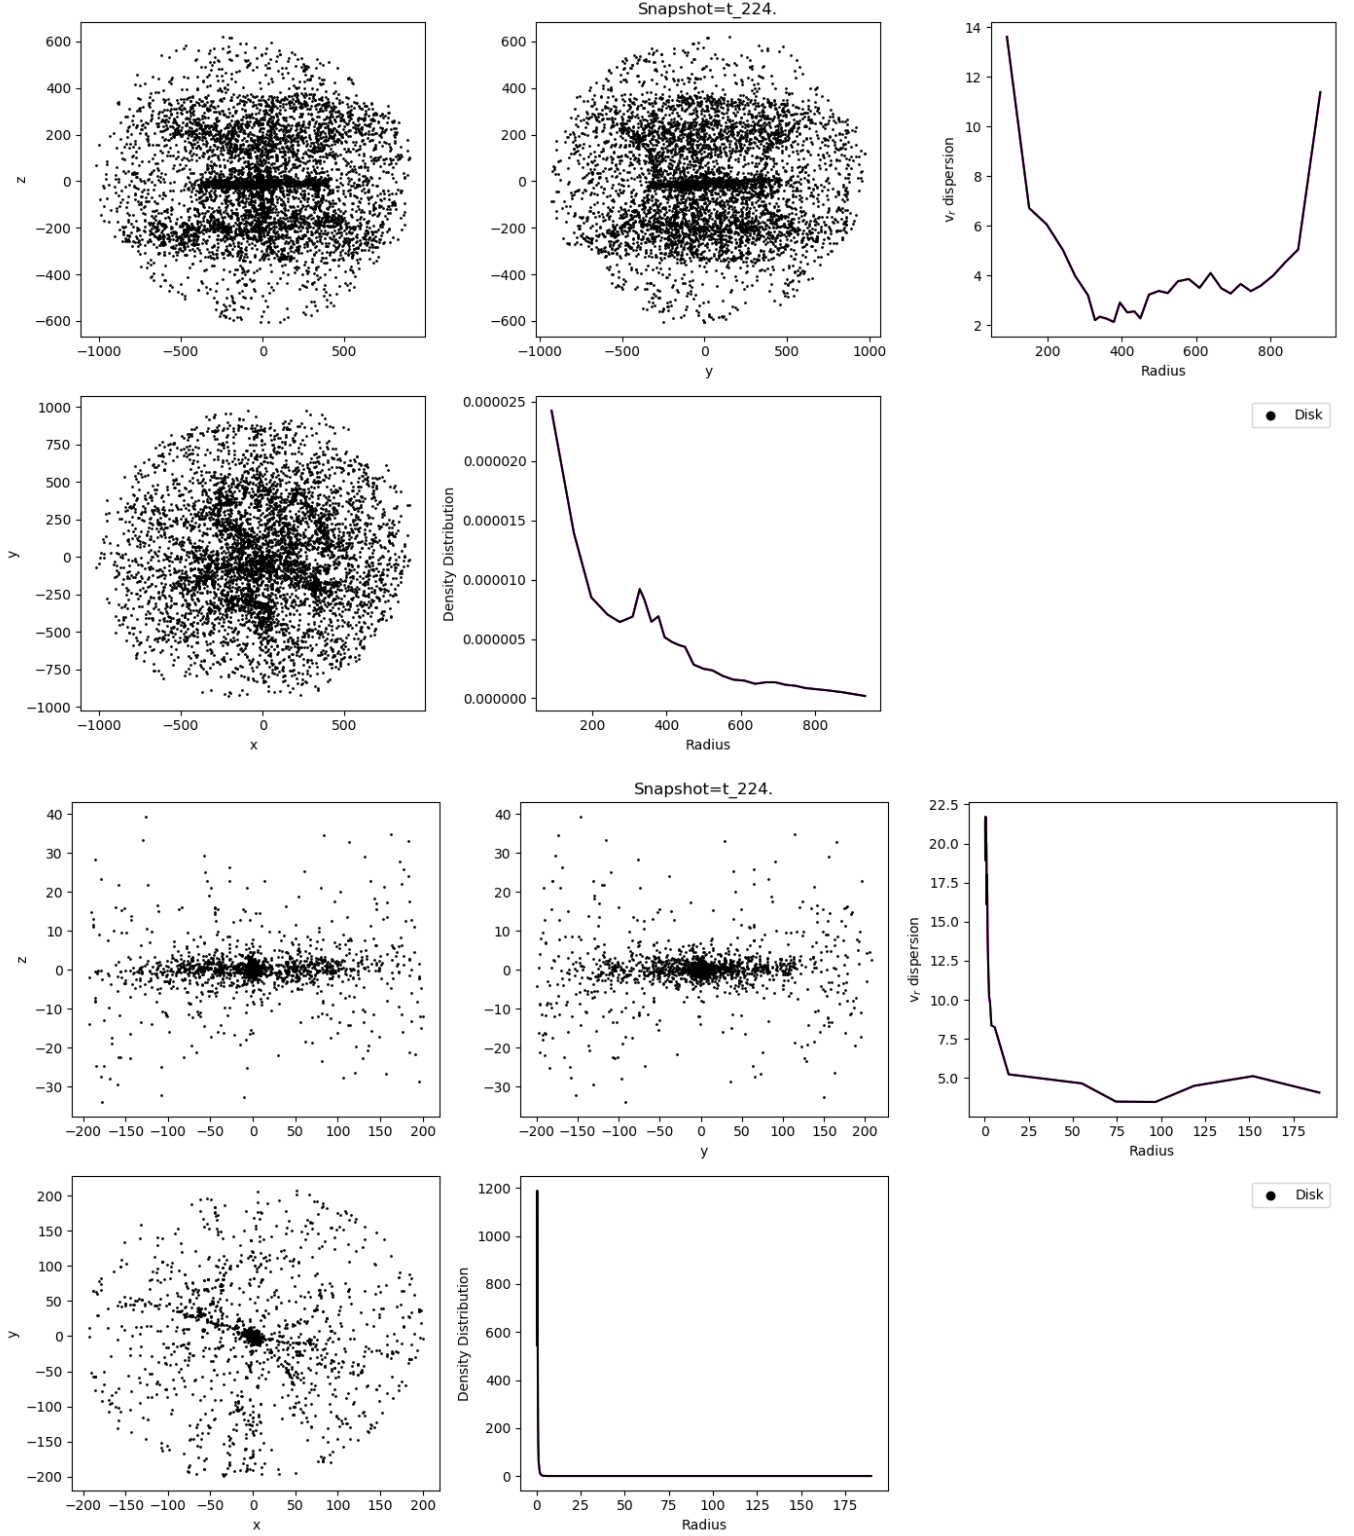 Snapshot=t_224.
600
400
200
0
−200
−400
−600
z
−1000 −500 0 500
600
400
200
0
−200
−400
−600
−1000 −500 0 500 1000
y
14
12
10
8
6
4
2
vᵣ dispersion
200 400 600 800
Radius
1000
750
500
250
0
−250
−500
−750
−1000
y
−1000 −500 0 500
x
0.000025
0.000020
0.000015
0.000010
0.000005
0.000000
Density Distribution
200 400 600 800
Radius
Disk
Snapshot=t_224.
40
30
20
10
0
−10
−20
−30
z
−200 −150 −100 −50 0 50 100 150 200
40
30
20
10
0
−10
−20
−30
−200 −150 −100 −50 0 50 100 150 200
y
22.5
20.0
17.5
15.0
12.5
10.0
7.5
5.0
vᵣ dispersion
0 25 50 75 100 125 150 175
Radius
200
150
100
50
0
−50
−100
−150
−200
y
−200 −150 −100 −50 0 50 100 150 200
x
1200
1000
800
600
400
200
0
Density Distribution
0 25 50 75 100 125 150 175
Radius
Disk